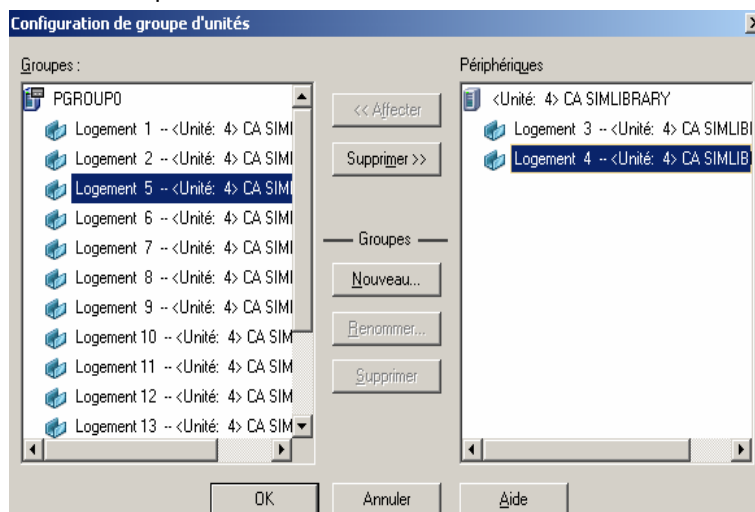 Configuration de groupe d'unités
Groupes :
PGROUP0
Logement 1 -- <Unité: 4> CA SIMI
Logement 2 -- <Unité: 4> CA SIMI
Logement 5 -- <Unité: 4> CA SIMI
Logement 6 -- <Unité: 4> CA SIMI
Logement 7 -- <Unité: 4> CA SIMI
Logement 8 -- <Unité: 4> CA SIMI
Logement 9 -- <Unité: 4> CA SIMI
Logement 10 -- <Unité: 4> CA SIM
Logement 11 -- <Unité: 4> CA SIM
Logement 12 -- <Unité: 4> CA SIM
Logement 13 -- <Unité: 4> CA SIM
<< Affecter
Supprimer >>
Groupes
Nouveau...
Renommer...
Supprimer
Périphériques
<Unité: 4> CA SIMLIBRARY
Logement 3 -- <Unité: 4> CA SIMLIBI
Logement 4 -- <Unité: 4> CA SIMLIB
OK
Annuler
Aide